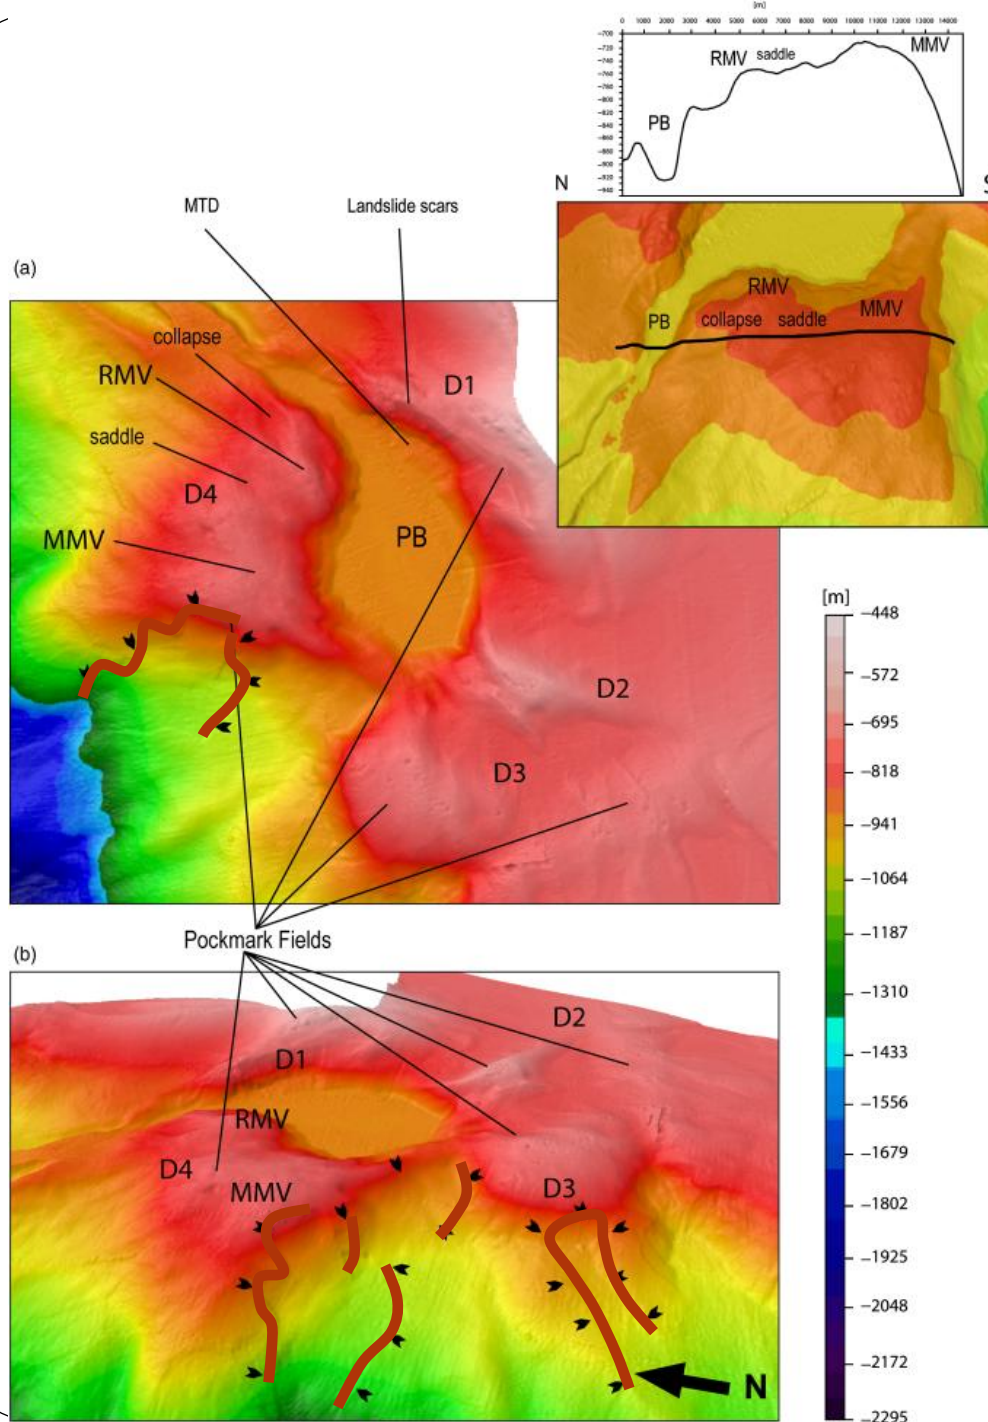 [m]
0 1000 2000 3000 4000 5000 6000 7000 8000 9000 10000 11000 12000 13000 14000
-700
-720
-740
-760
-780
-800
-820
-840
-860
-880
-900
-920
-940
RMV saddle MMV
PB
N S
RMV
PB collapse saddle MMV
MTD Landslide scars
(a)
collapse
RMV
saddle
D4
MMV
D1
PB
D2
D3
Pockmark Fields
(b)
D2
D1
RMV
D4
MMV
D3
N
[m]
−448
−572
−695
−818
−941
−1064
−1187
−1310
−1433
−1556
−1679
−1802
−1925
−2048
−2172
−2295